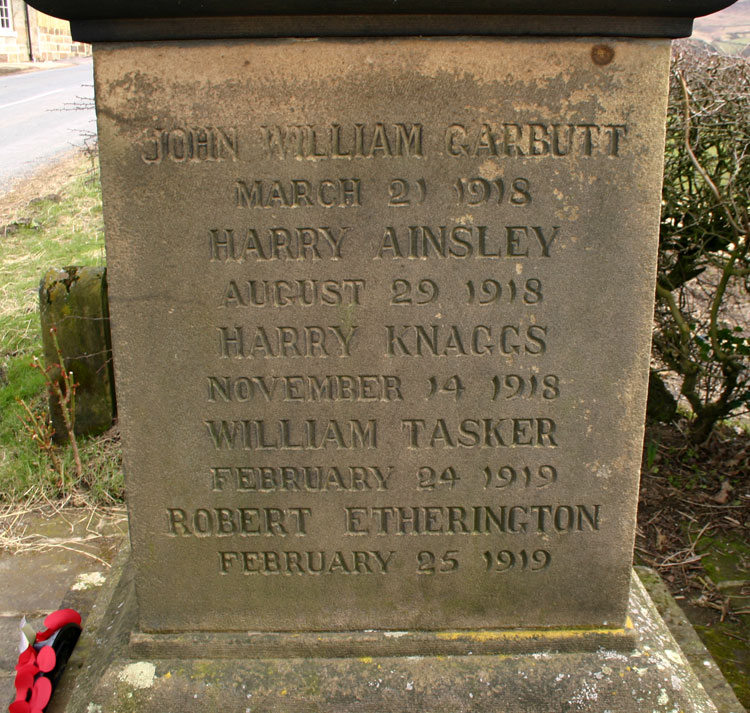 JOHN WILLIAM GARBUTT
MARCH 21 1918
HARRY AINSLEY
AUGUST 29 1918
HARRY KNAGGS
NOVEMBER 14 1918
WILLIAM TASKER
FEBRUARY 24 1919
ROBERT ETHERINGTON
FEBRUARY 25 1919